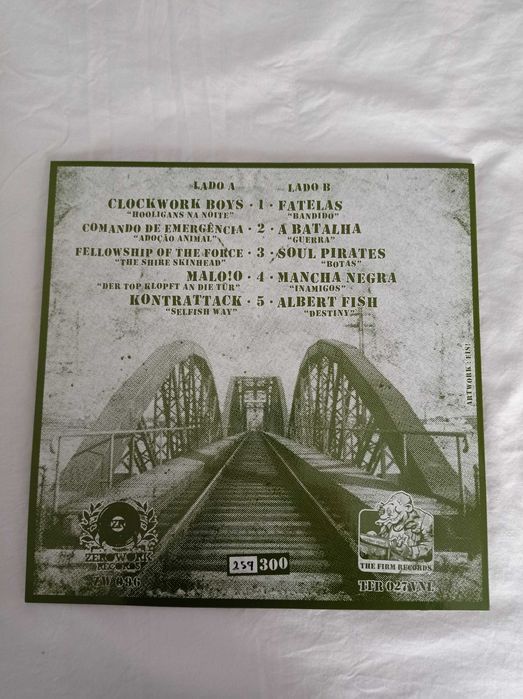 LADO A LADO B
CLOCKWORK BOYS · 1 · FATELAS
"HOOLIGANS NA NOITE" "BANDIDO"
COMANDO DE EMERGÊNCIA · 2 · A BATALHA
"ADOÇÃO ANIMAL" "GUERRA"
FELLOWSHIP OF THE FORCE · 3 · SOUL PIRATES
"THE SHIRE SKINHEAD" "BOTAS"
MALO!O · 4 · MANCHA NEGRA
"DER TOP KLOPFT AN DIE TÜR" "INAMIGOS"
KONTRATTACK · 5 · ALBERT FISH
"SELFISH WAY" "DESTINY"
ARTWORK : EIS!
ZK
ZEROWORK
RECORDS
ZW 096
259 300
THE FIRM RECORDS
TFR 027VNL